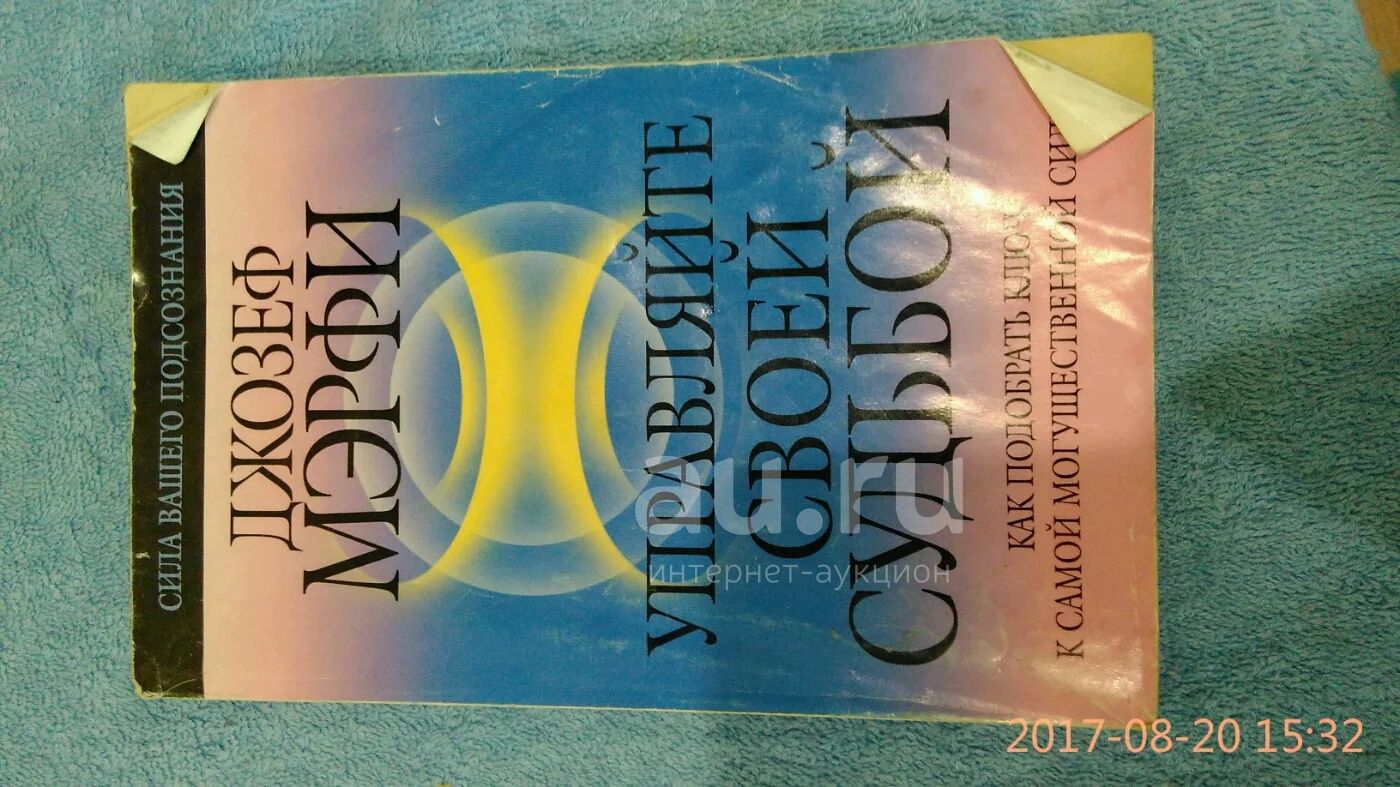 СИЛА ВАШЕГО ПОДСОЗНАНИЯ
ДЖОЗЕФ
МЭРФИ
УПРАВЛЯЙТЕ
СВОЕЙ
СУДЬБОЙ
КАК ПОДОБРАТЬ КЛЮЧ
К САМОЙ МОГУЩЕСТВЕННОЙ
au.ru
интернет-аукцион
2017-08-20 15:32